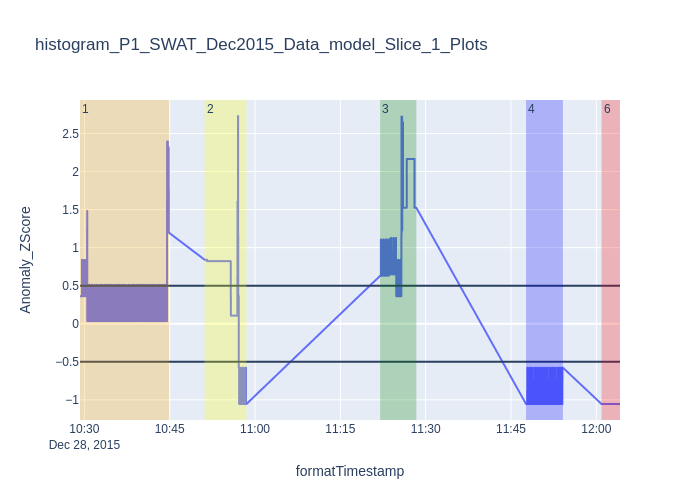 histogram_P1_SWAT_Dec2015_Data_model_Slice_1_Plots
1 2 3 4 6
2.5
2
1.5
1
0.5
0
−0.5
−1
Anomaly_ZScore
10:30 10:45 11:00 11:15 11:30 11:45 12:00
Dec 28, 2015
formatTimestamp